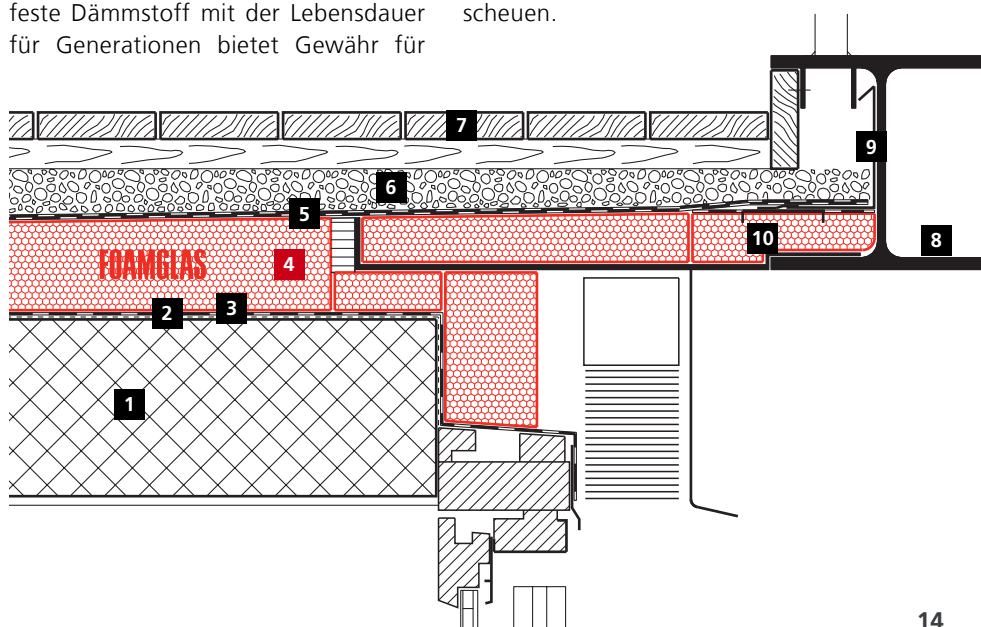 feste Dämmstoff mit der Lebensdauer
für Generationen bietet Gewähr für
scheuen.
7
9
6
5
10
8
FOAMGLAS
4
2
3
1
14